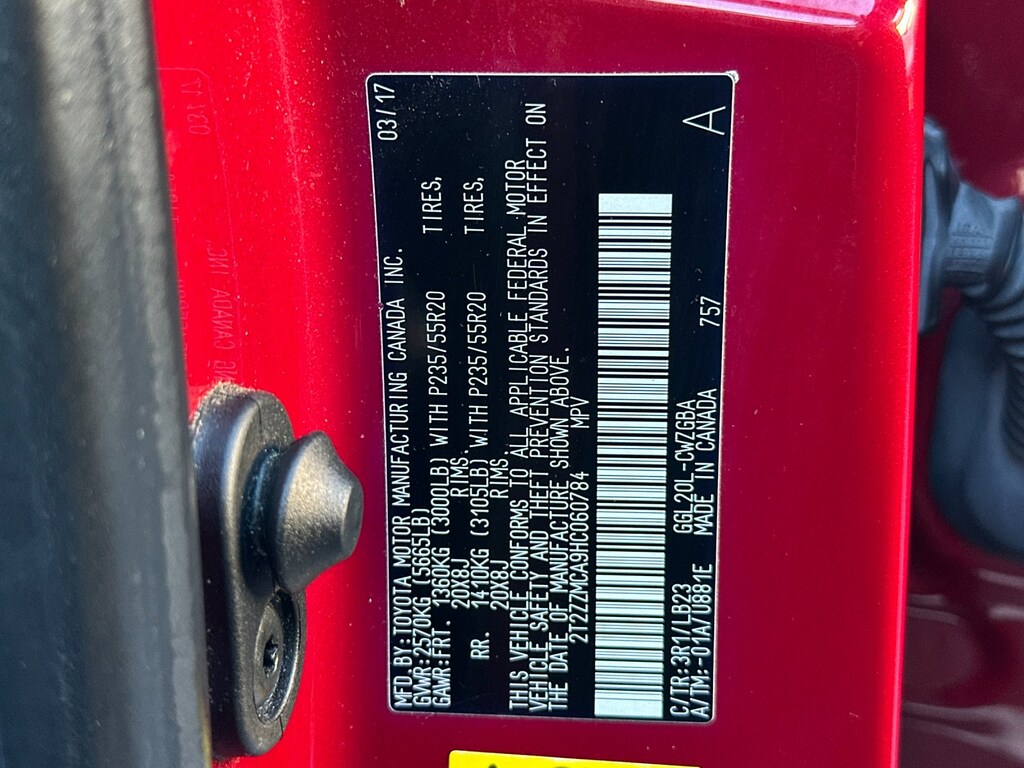 MFD.BY:TOYOTA MOTOR MANUFACTURING CANADA INC. 03/17
GVWR:2570KG (5665LB)
GAWR:FRT. 1360KG (3000LB) WITH P235/55R20 TIRES,
20X8J RIMS,
RR. 1410KG (3105LB) WITH P235/55R20 TIRES,
20X8J RIMS.
THIS VEHICLE CONFORMS TO ALL APPLICABLE FEDERAL MOTOR
VEHICLE SAFETY AND THEFT PREVENTION STANDARDS IN EFFECT ON
THE DATE OF MANUFACTURE SHOWN ABOVE.
2T2ZZMCA9HC060784 MPV
C/TR:3R1/LB23 GGL20L-CWZGBA 757
A/TM:-01A/U881E MADE IN CANADA A